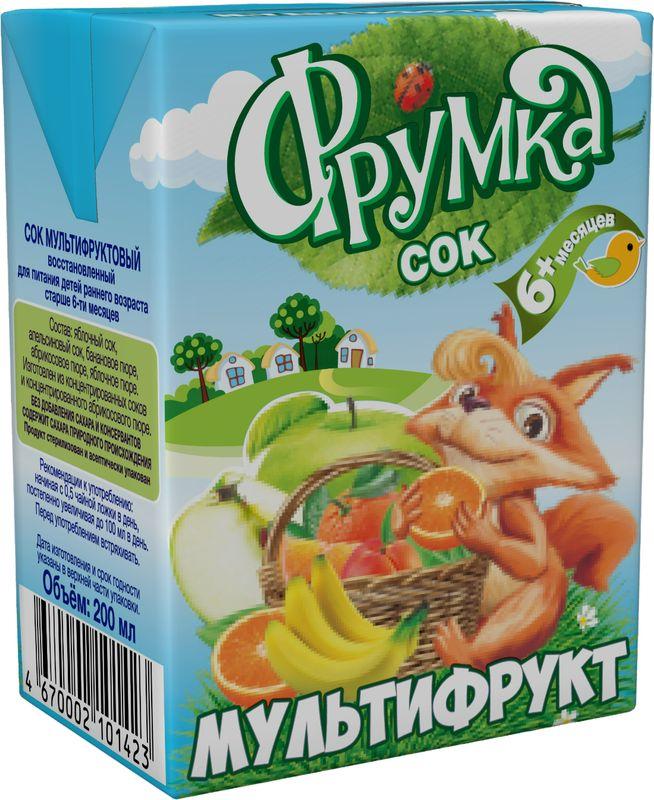 Фрумка
сок
6+ месяцев
СОК МУЛЬТИФРУКТОВЫЙ
восстановленный
для питания детей раннего возраста
старше 6-ти месяцев
Состав: яблочный сок,
апельсиновый сок, банановое пюре,
абрикосовое пюре, яблочное пюре.
Изготовлен из концентрированных соков
и концентрированного абрикосового пюре.
БЕЗ ДОБАВЛЕНИЯ САХАРА И КОНСЕРВАНТОВ
СОДЕРЖИТ САХАРА ПРИРОДНОГО ПРОИСХОЖДЕНИЯ
Продукт стерилизован и асептически упакован
Рекомендации к употреблению:
начиная с 0,5 чайной ложки в день,
постепенно увеличивая до 100 мл в день.
Перед употреблением встряхивать.
Дата изготовления и срок годности
указаны в верхней части упаковки.
Объём: 200 мл
4 670002 101423
МУЛЬТИФРУКТ